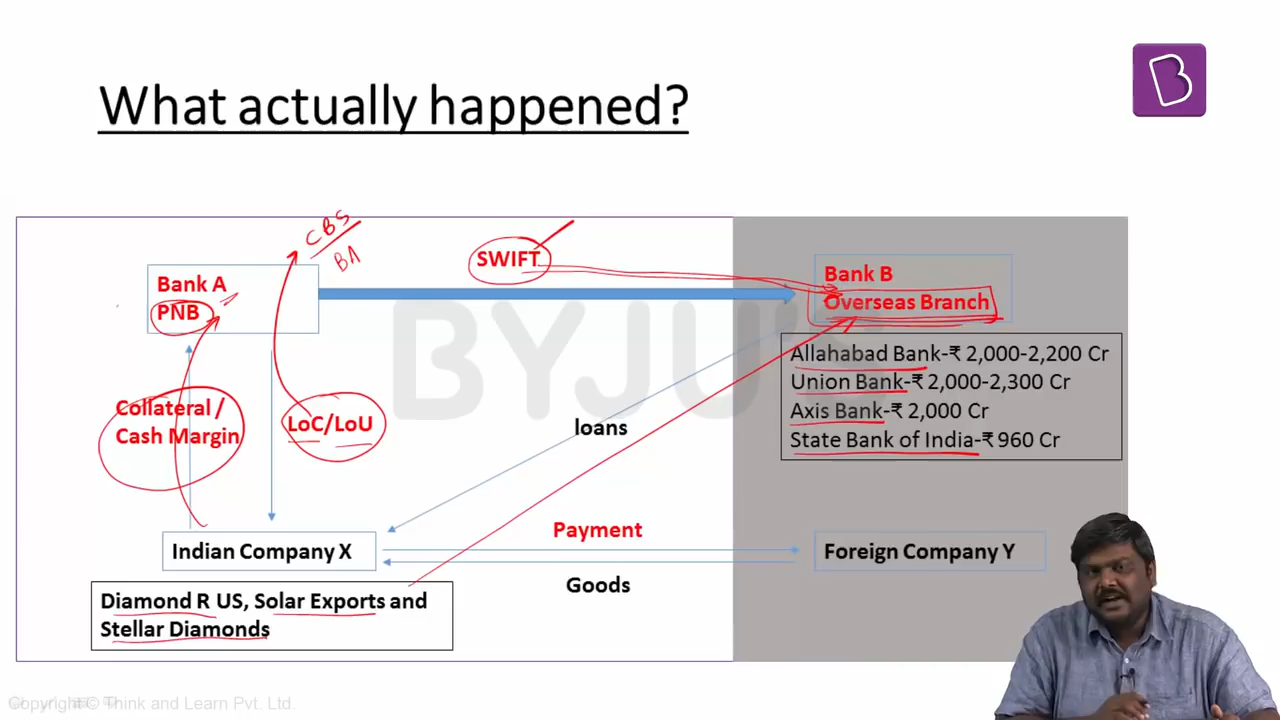 What actually happened?
CBS
BA
SWIFT
Bank A
PNB
Bank B
Overseas Branch
BYJU'S
Allahabad Bank-₹ 2,000-2,200 Cr
Union Bank-₹ 2,000-2,300 Cr
Axis Bank-₹ 2,000 Cr
State Bank of India-₹ 960 Cr
Collateral /
Cash Margin
LoC/LoU
loans
Payment
Indian Company X
Foreign Company Y
Goods
Diamond R US, Solar Exports and
Stellar Diamonds
Copyright © Think and Learn Pvt. Ltd.